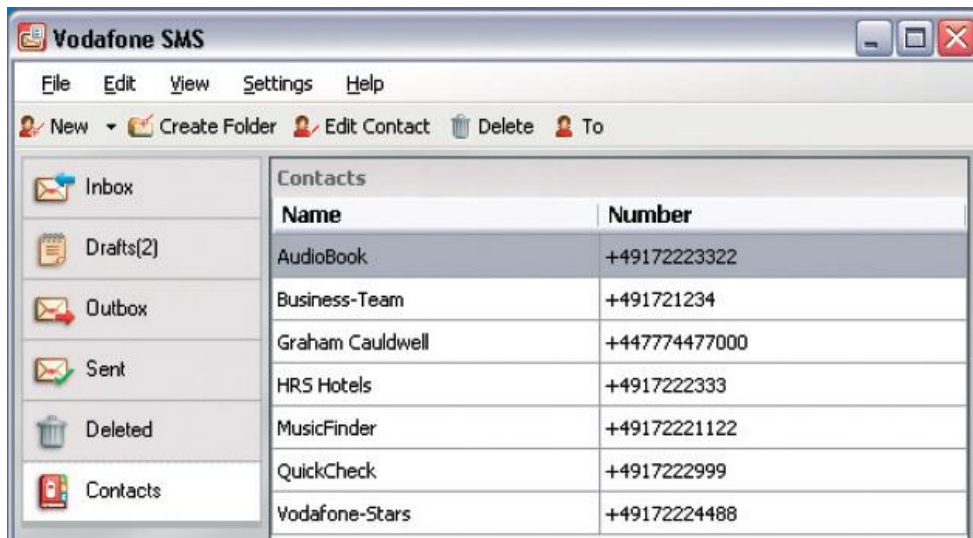 Vodafone SMS
File Edit View Settings Help
New Create Folder Edit Contact Delete To
Inbox
Drafts(2)
Outbox
Sent
Deleted
Contacts
Contacts
Name Number
AudioBook +49172223322
Business-Team +491721234
Graham Cauldwell +447774477000
HRS Hotels +4917222333
MusicFinder +49172221122
QuickCheck +4917222999
Vodafone-Stars +49172224488